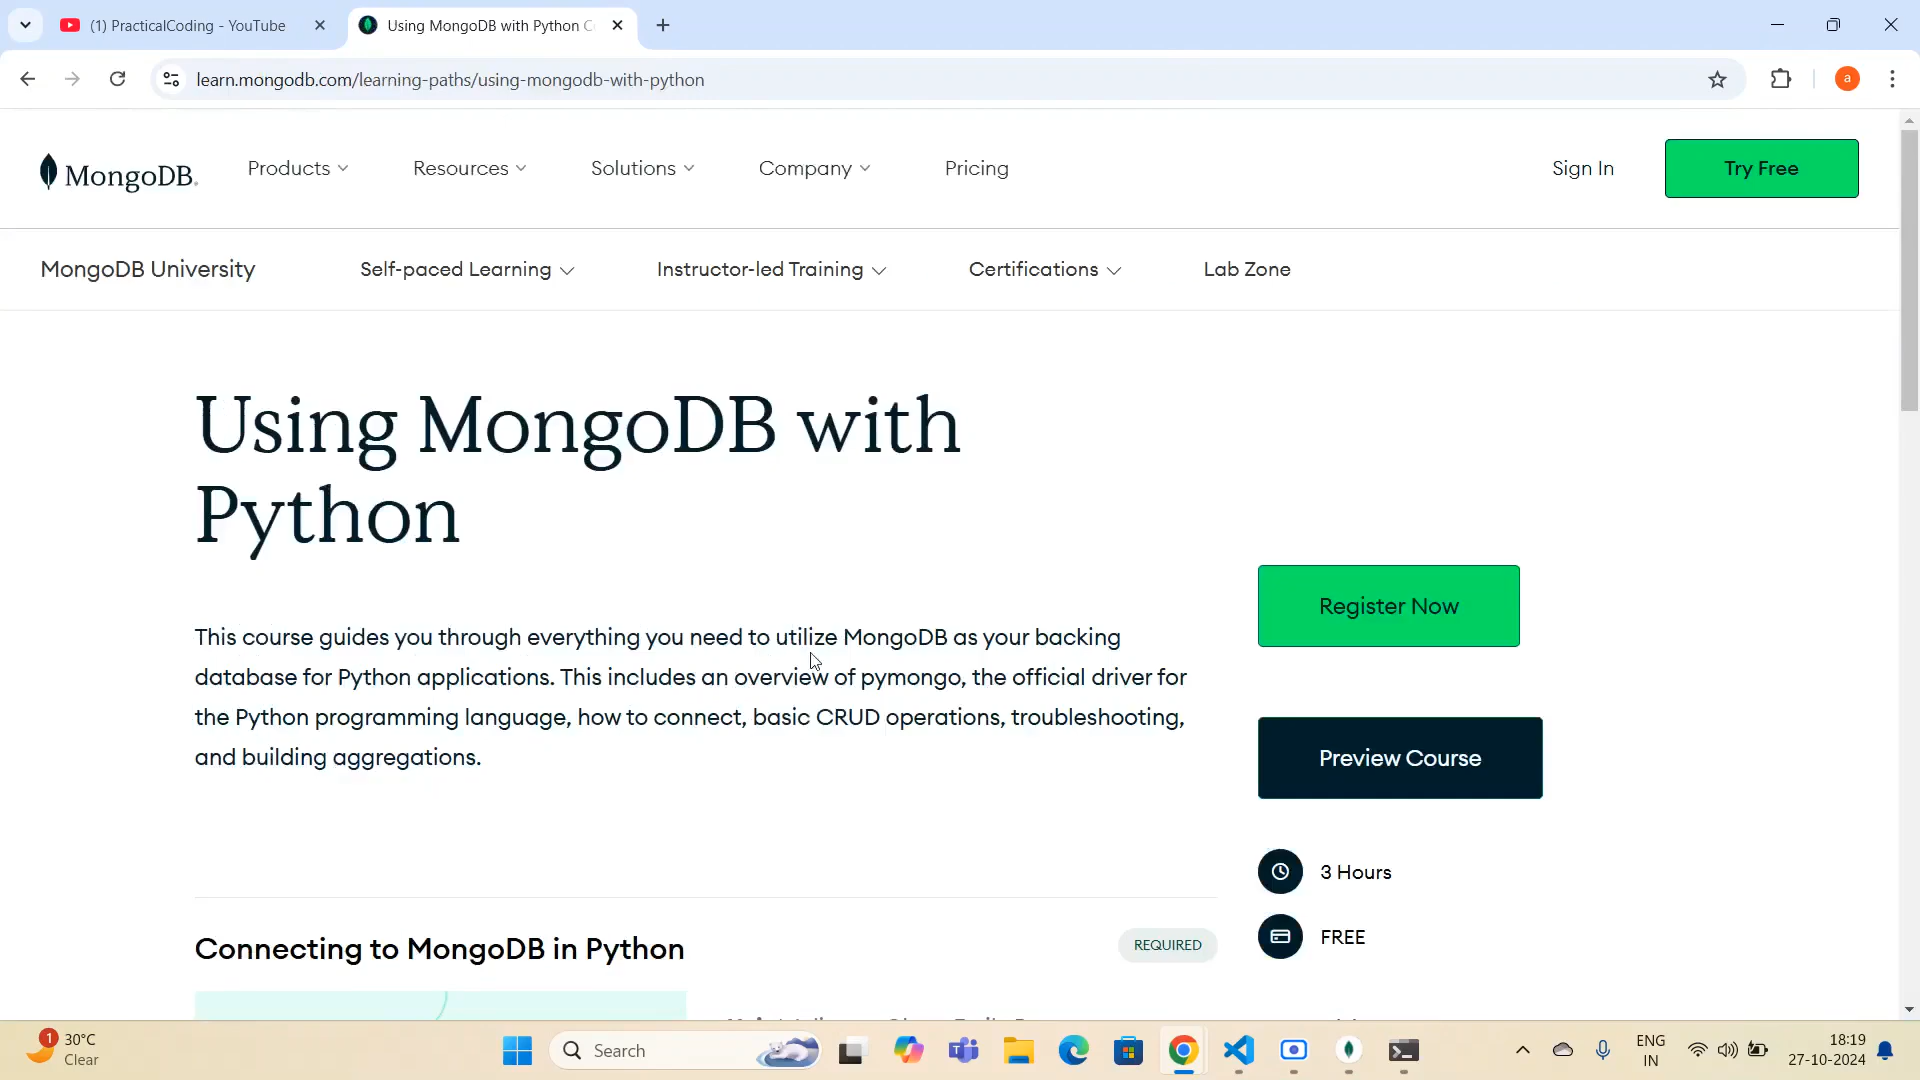 (1) PracticalCoding - YouTube
Using MongoDB with Python C
learn.mongodb.com/learning-paths/using-mongodb-with-python
a
MongoDB.
Products
Resources
Solutions
Company
Pricing
Sign In
Try Free
MongoDB University
Self-paced Learning
Instructor-led Training
Certifications
Lab Zone
Using MongoDB with
Python
This course guides you through everything you need to utilize MongoDB as your backing
database for Python applications. This includes an overview of pymongo, the official driver for
the Python programming language, how to connect, basic CRUD operations, troubleshooting,
and building aggregations.
Register Now
Preview Course
3 Hours
FREE
Connecting to MongoDB in Python
REQUIRED
1
30°C
Clear
Search
ENG
IN
18:19
27-10-2024